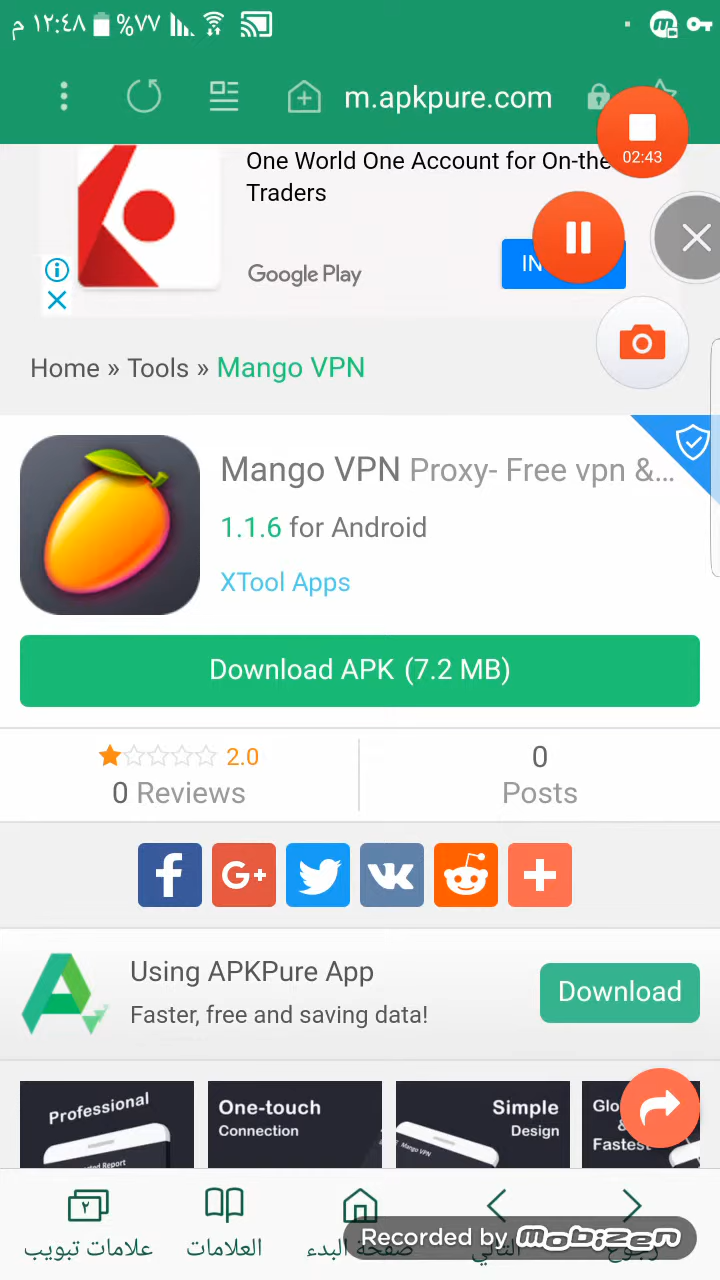 م ١٢:٤٨ %٧٧
m.apkpure.com
02:43
One World One Account for On-the
Traders
Google Play
IN
Home » Tools » Mango VPN
Mango VPN Proxy- Free vpn &...
1.1.6 for Android
XTool Apps
Download APK (7.2 MB)
2.0
0 Reviews
0
Posts
f G+ VK +
Using APKPure App
Faster, free and saving data!
Download
Professional
One-touch
Connection
Mango VPN
Simple
Design
Glo
&
Fastest
٢
علامات تبويب
العلامات
صفحة البدء
التالي
رجوع
Recorded by mobizen